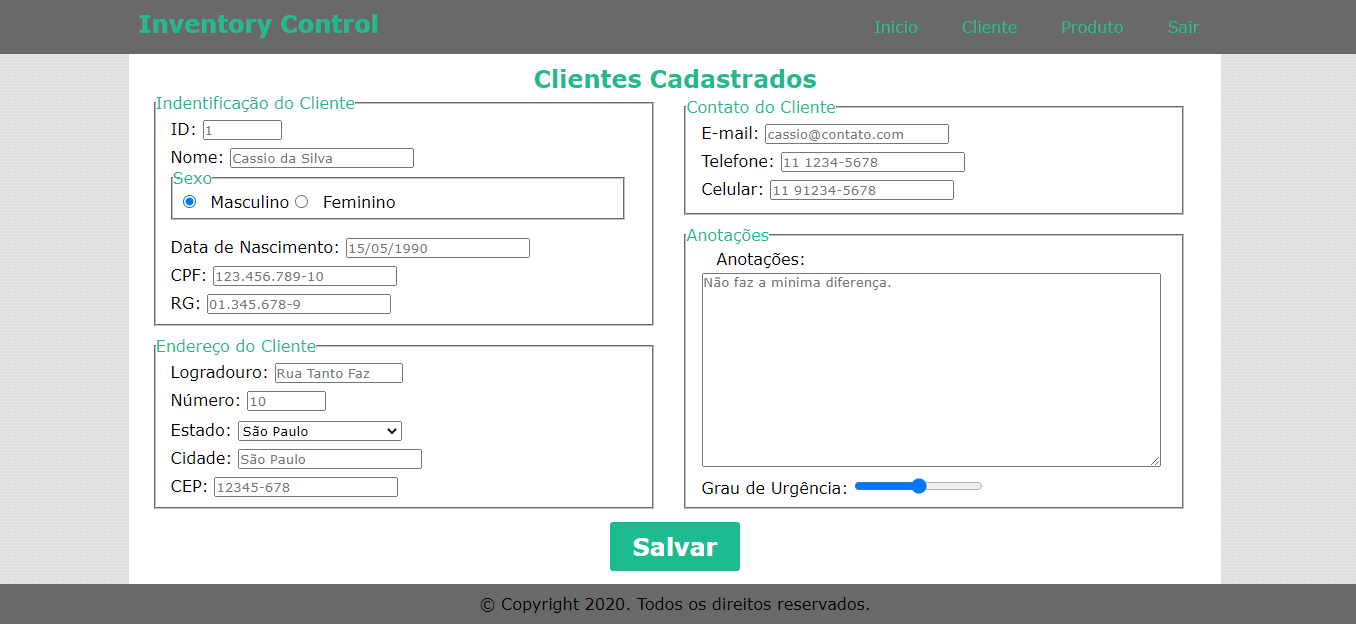 Inventory Control
Inicio Cliente Produto Sair
Clientes Cadastrados
Indentificação do Cliente
ID: 1
Nome: Cassio da Silva
Sexo
Masculino Feminino
Data de Nascimento: 15/05/1990
CPF: 123.456.789-10
RG: 01.345.678-9
Endereço do Cliente
Logradouro: Rua Tanto Faz
Número: 10
Estado: São Paulo
Cidade: São Paulo
CEP: 12345-678
Contato do Cliente
E-mail: cassio@contato.com
Telefone: 11 1234-5678
Celular: 11 91234-5678
Anotações
Anotações:
Não faz a minima diferença.
Grau de Urgência:
Salvar
© Copyright 2020. Todos os direitos reservados.